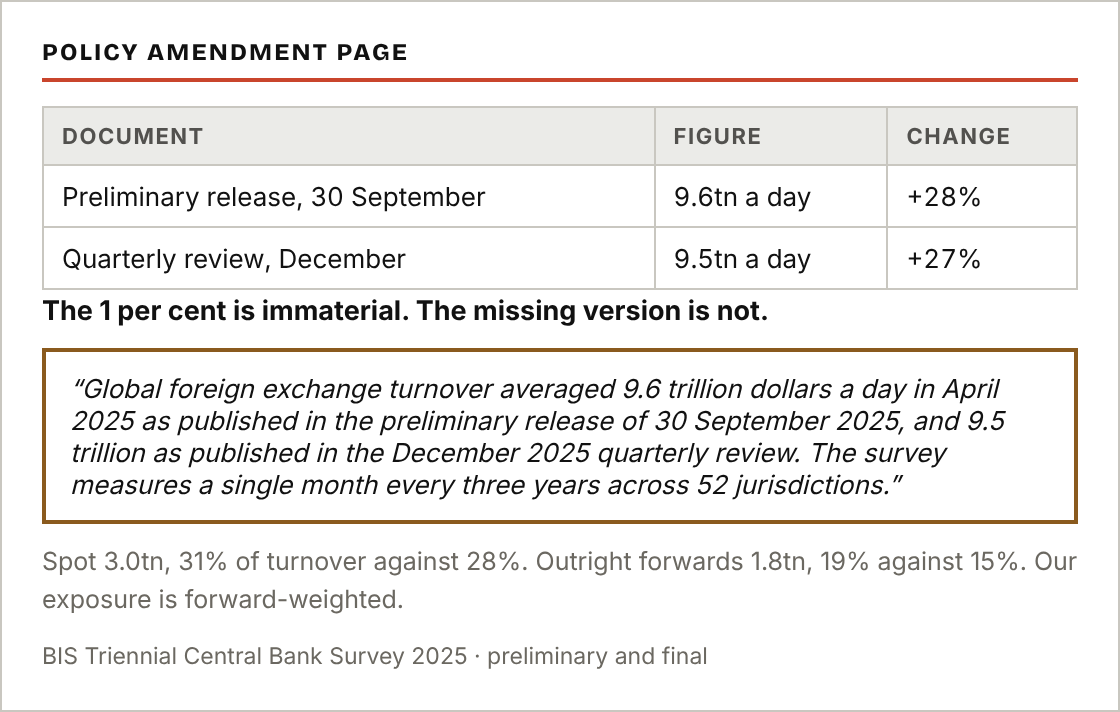 POLICY AMENDMENT PAGE
DOCUMENT FIGURE CHANGE
Preliminary release, 30 September 9.6tn a day +28%
Quarterly review, December 9.5tn a day +27%
The 1 per cent is immaterial. The missing version is not.
“Global foreign exchange turnover averaged 9.6 trillion dollars a day in April
2025 as published in the preliminary release of 30 September 2025, and 9.5
trillion as published in the December 2025 quarterly review. The survey
measures a single month every three years across 52 jurisdictions.”
Spot 3.0tn, 31% of turnover against 28%. Outright forwards 1.8tn, 19% against 15%. Our
exposure is forward-weighted.
BIS Triennial Central Bank Survey 2025 · preliminary and final